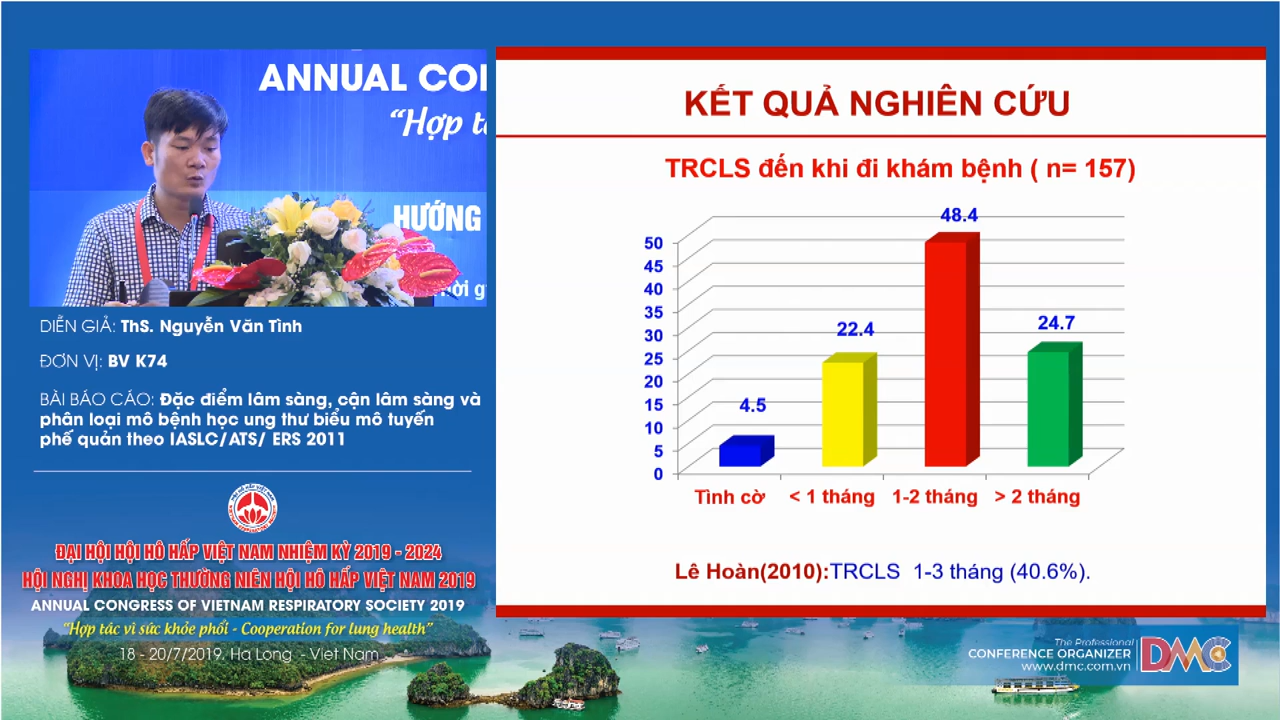 ANNUAL CO
“Hợp t
HƯỚNG
DIỄN GIẢ: ThS. Nguyễn Văn Tình
ĐƠN VỊ: BV K74
BÀI BÁO CÁO: Đặc điểm lâm sàng, cận lâm sàng và
phân loại mô bệnh học ung thư biểu mô tuyến
phế quản theo IASLC/ATS/ ERS 2011
ĐẠI HỘI HỘI HÔ HẤP VIỆT NAM NHIỆM KỲ 2019 - 2024
HỘI NGHỊ KHOA HỌC THƯỜNG NIÊN HỘI HÔ HẤP VIỆT NAM 2019
ANNUAL CONGRESS OF VIETNAM RESPIRATORY SOCIETY 2019
“Hợp tác vì sức khỏe phổi - Cooperation for lung health”
18 - 20/7/2019. Ha Long - Viet Nam
KẾT QUẢ NGHIÊN CỨU
TRCLS đến khi đi khám bệnh ( n= 157)
50
45
40
35
30
25
20
15
10
5
0
4.5
22.4
48.4
24.7
Tình cờ < 1 tháng 1-2 tháng > 2 tháng
Lê Hoàn(2010):TRCLS 1-3 tháng (40.6%).
The Professional
CONFERENCE ORGANIZER
www.dmc.com.vn
DMC